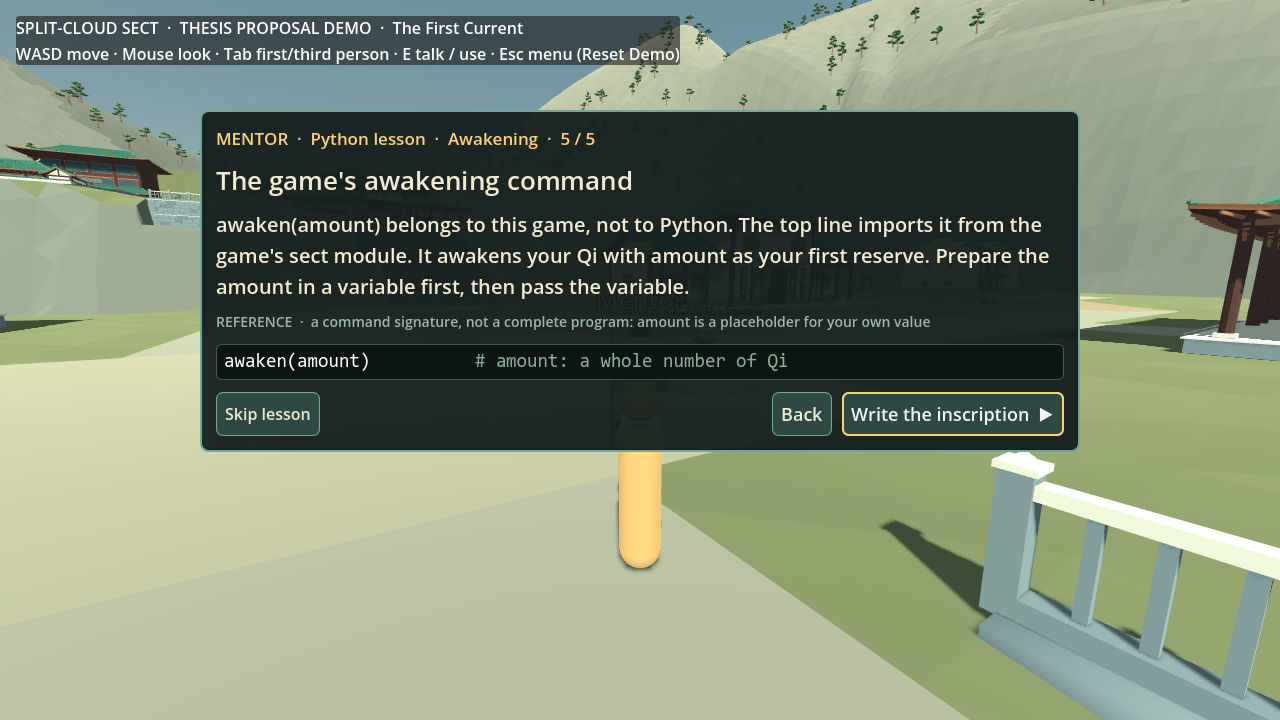 SPLIT-CLOUD SECT · THESIS PROPOSAL DEMO · The First Current
WASD move · Mouse look · Tab first/third person · E talk / use · Esc menu (Reset Demo)
MENTOR · Python lesson · Awakening · 5 / 5
The game's awakening command
awaken(amount) belongs to this game, not to Python. The top line imports it from the
game's sect module. It awakens your Qi with amount as your first reserve. Prepare the
amount in a variable first, then pass the variable.
Mentor
REFERENCE · a command signature, not a complete program: amount is a placeholder for your own value
awaken(amount) # amount: a whole number of Qi
Skip lesson
Back
Write the inscription ▶